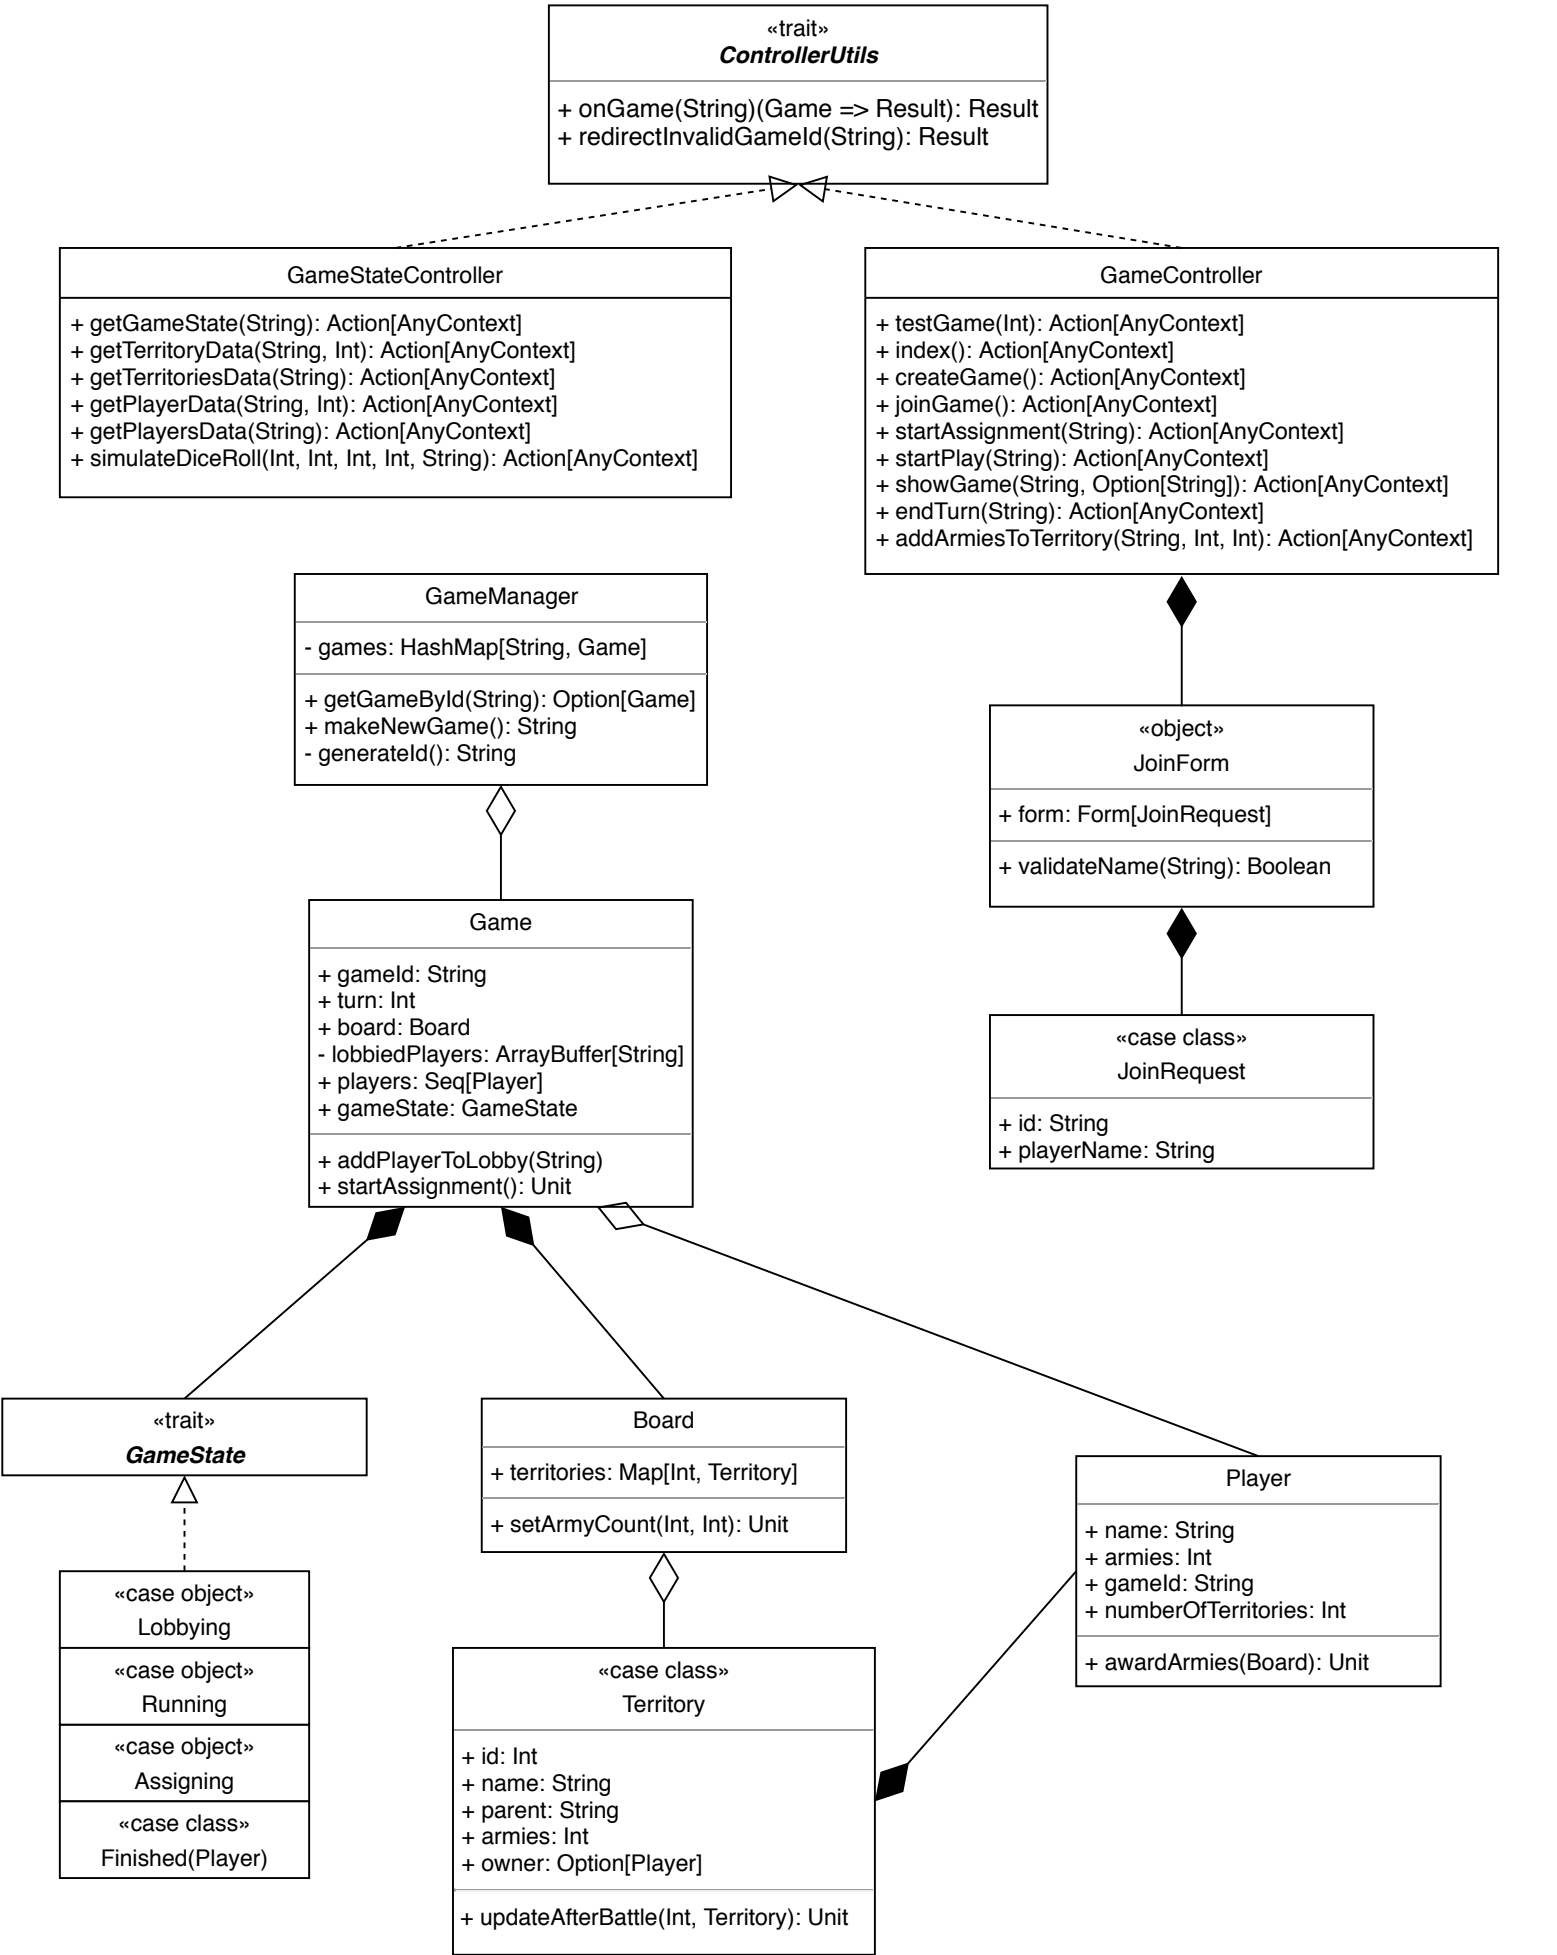 «trait»
ControllerUtils
+ onGame(String)(Game => Result): Result
+ redirectInvalidGameId(String): Result
GameStateController
+ getGameState(String): Action[AnyContext]
+ getTerritoryData(String, Int): Action[AnyContext]
+ getTerritoriesData(String): Action[AnyContext]
+ getPlayerData(String, Int): Action[AnyContext]
+ getPlayersData(String): Action[AnyContext]
+ simulateDiceRoll(Int, Int, Int, Int, String): Action[AnyContext]
GameController
+ testGame(Int): Action[AnyContext]
+ index(): Action[AnyContext]
+ createGame(): Action[AnyContext]
+ joinGame(): Action[AnyContext]
+ startAssignment(String): Action[AnyContext]
+ startPlay(String): Action[AnyContext]
+ showGame(String, Option[String]): Action[AnyContext]
+ endTurn(String): Action[AnyContext]
+ addArmiesToTerritory(String, Int, Int): Action[AnyContext]
GameManager
- games: HashMap[String, Game]
+ getGameById(String): Option[Game]
+ makeNewGame(): String
- generateId(): String
«object»
JoinForm
+ form: Form[JoinRequest]
+ validateName(String): Boolean
Game
+ gameId: String
+ turn: Int
+ board: Board
- lobbiedPlayers: ArrayBuffer[String]
+ players: Seq[Player]
+ gameState: GameState
+ addPlayerToLobby(String)
+ startAssignment(): Unit
«case class»
JoinRequest
+ id: String
+ playerName: String
«trait»
GameState
Board
+ territories: Map[Int, Territory]
+ setArmyCount(Int, Int): Unit
Player
+ name: String
+ armies: Int
+ gameId: String
+ numberOfTerritories: Int
+ awardArmies(Board): Unit
«case object»
Lobbying
«case object»
Running
«case object»
Assigning
«case class»
Finished(Player)
«case class»
Territory
+ id: Int
+ name: String
+ parent: String
+ armies: Int
+ owner: Option[Player]
+ updateAfterBattle(Int, Territory): Unit